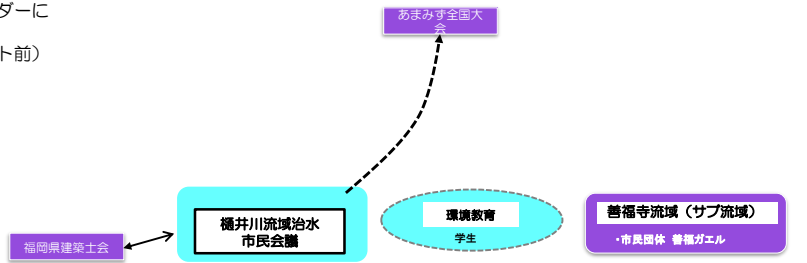 ダーに
ト前）
あまみず全国大
会
樋井川流域治水
市民会議
福岡県建築士会
環境教育
学生
善福寺流域（サブ流域）
・市民団体 善福ガエル